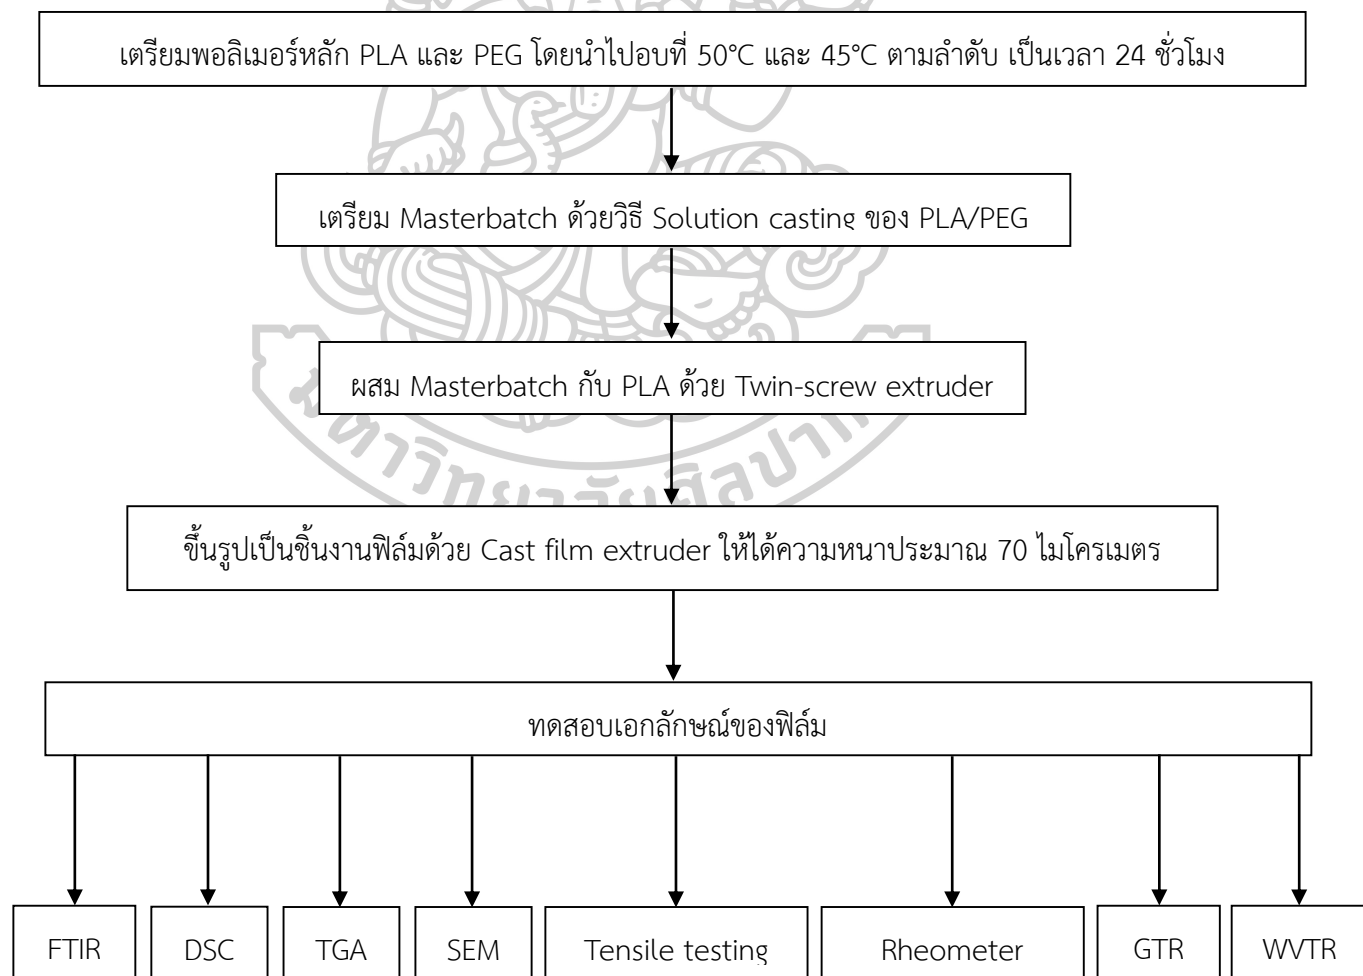 เตรียมพอลิเมอร์หลัก PLA และ PEG โดยนำไปอบที่ 50°C และ 45°C ตามลำดับ เป็นเวลา 24 ชั่วโมง
เตรียม Masterbatch ด้วยวิธี Solution casting ของ PLA/PEG
ผสม Masterbatch กับ PLA ด้วย Twin-screw extruder
ขึ้นรูปเป็นชิ้นงานฟิล์มด้วย Cast film extruder ให้ได้ความหนาประมาณ 70 ไมโครเมตร
ทดสอบเอกลักษณ์ของฟิล์ม
FTIR DSC TGA SEM Tensile testing Rheometer GTR WVTR